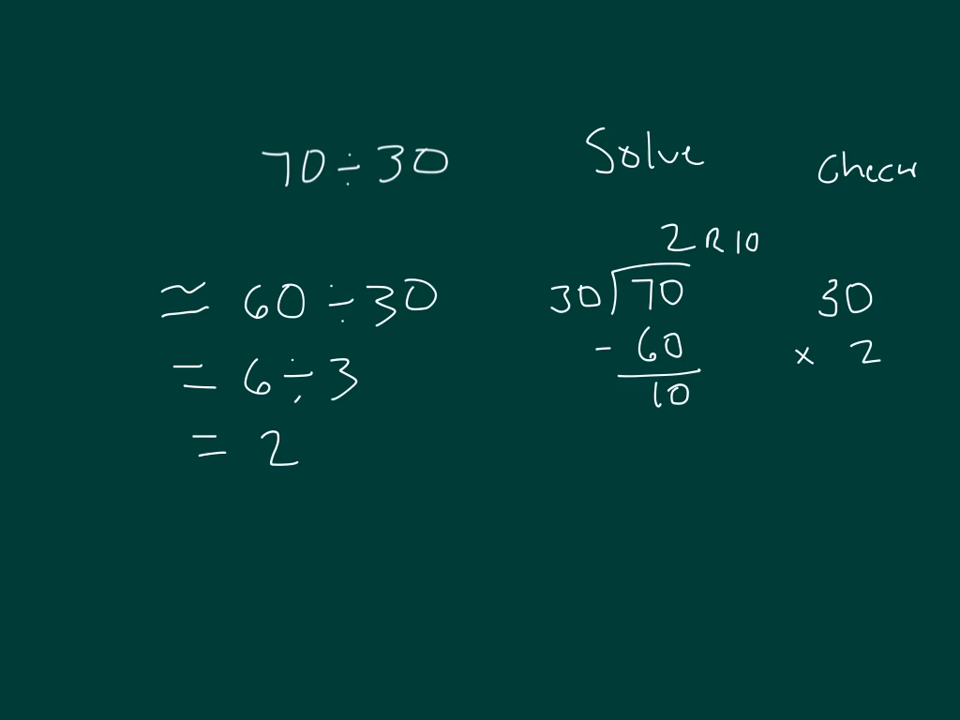 70 ÷ 30
≈ 60 ÷ 30
= 6 ÷ 3
= 2
Solve
2 R 10
30 ) 70
- 60
10
Check
30
x 2